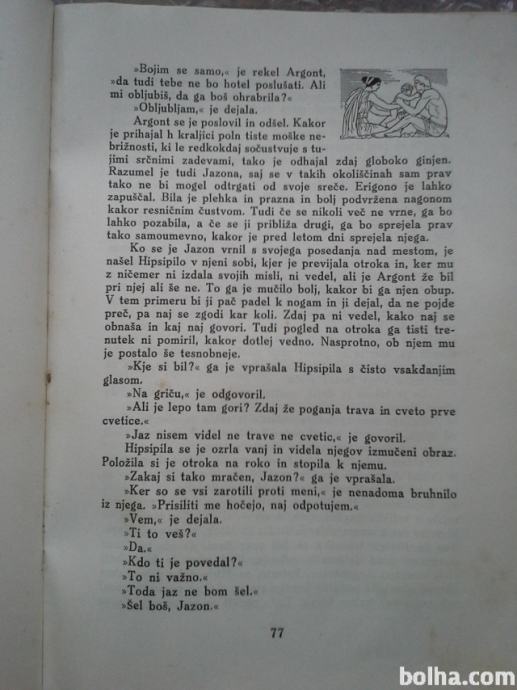 »Bojim se samo,« je rekel Argont,
»da tudi tebe ne bo hotel poslušati. Ali
mi obljubiš, da ga boš ohrabrila?«
»Obljubljam,« je dejala.
Argont se je poslovil in odšel. Kakor
je prihajal h kraljici poln tiste moške ne-
brižnosti, ki le redkokdaj sočustvuje s tu-
jimi srčnimi zadevami, tako je odhajal zdaj globoko ginjen.
Razumel je tudi Jazona, saj se v takih okoliščinah sam prav
tako ne bi mogel odtrgati od svoje sreče. Erigono je lahko
zapuščal. Bila je plehka in prazna in bolj podvržena nagonom
kakor resničnim čustvom. Tudi če se nikoli več ne vrne, ga bo
lahko pozabila, a če se ji približa drugi, ga bo sprejela prav
tako samoumevno, kakor je pred letom dni sprejela njega.
Ko se je Jazon vrnil s svojega posedanja nad mestom, je
našel Hipsipilo v njeni sobi, kjer je previjala otroka in, ker mu
z ničemer ni izdala svojih misli, ni vedel, ali je Argont že bil
pri njej ali še ne. To ga je mučilo bolj, kakor bi ga njen obup.
V tem primeru bi ji pač padel k nogam in ji dejal, da ne pojde
preč, pa naj se zgodi kar koli. Zdaj pa ni vedel, kako naj se
obnaša in kaj naj govori. Tudi pogled na otroka ga tisti tre-
nutek ni pomiril, kakor dotlej vedno. Nasprotno, ob njem mu
je postalo še tesnobneje.
»Kje si bil?« ga je vprašala Hipsipila s čisto vsakdanjim
glasom.
»Na griču,« je odgovoril.
»Ali je lepo tam gori? Zdaj že poganja trava in cveto prve
cvetice.«
»Jaz nisem videl ne trave ne cvetic,« je govoril.
Hipsipila se je ozrla vanj in videla njegov izmučeni obraz.
Položila si je otroka na roko in stopila k njemu.
»Zakaj si tako mračen, Jazon?« ga je vprašala.
»Ker so se vsi zarotili proti meni,« je nenadoma bruhnilo
iz njega. »Prisiliti me hočejo, naj odpotujem.«
»Vem,« je dejala.
»Ti to veš?«
»Da.«
»Kdo ti je povedal?«
»To ni važno.«
»Toda jaz ne bom šel.«
»Šel boš, Jazon.«
77
bolha.com